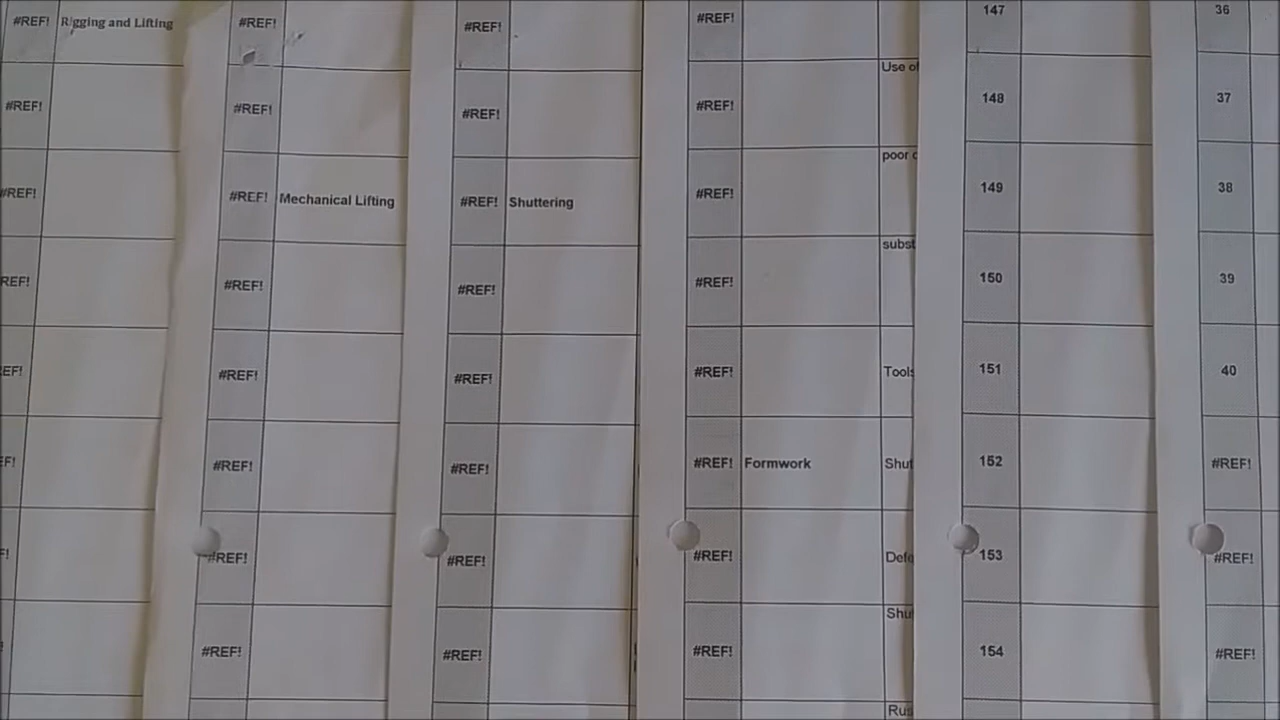 #REF! Rigging and Lifting
#REF!
#REF!
#REF!
#REF!
#REF!
#REF! Mechanical Lifting
#REF!
#REF!
#REF!
#REF!
#REF!
#REF!
#REF!
#REF! Shuttering
#REF!
#REF!
#REF!
#REF!
#REF!
#REF!
#REF! Use of
#REF! poor
#REF! subst
#REF! Tools
#REF! Formwork Shut
#REF! Defe
#REF! Shu
Rus
147
148
149
150
151
152
153
154
36
37
38
39
40
#REF!
#REF!
#REF!